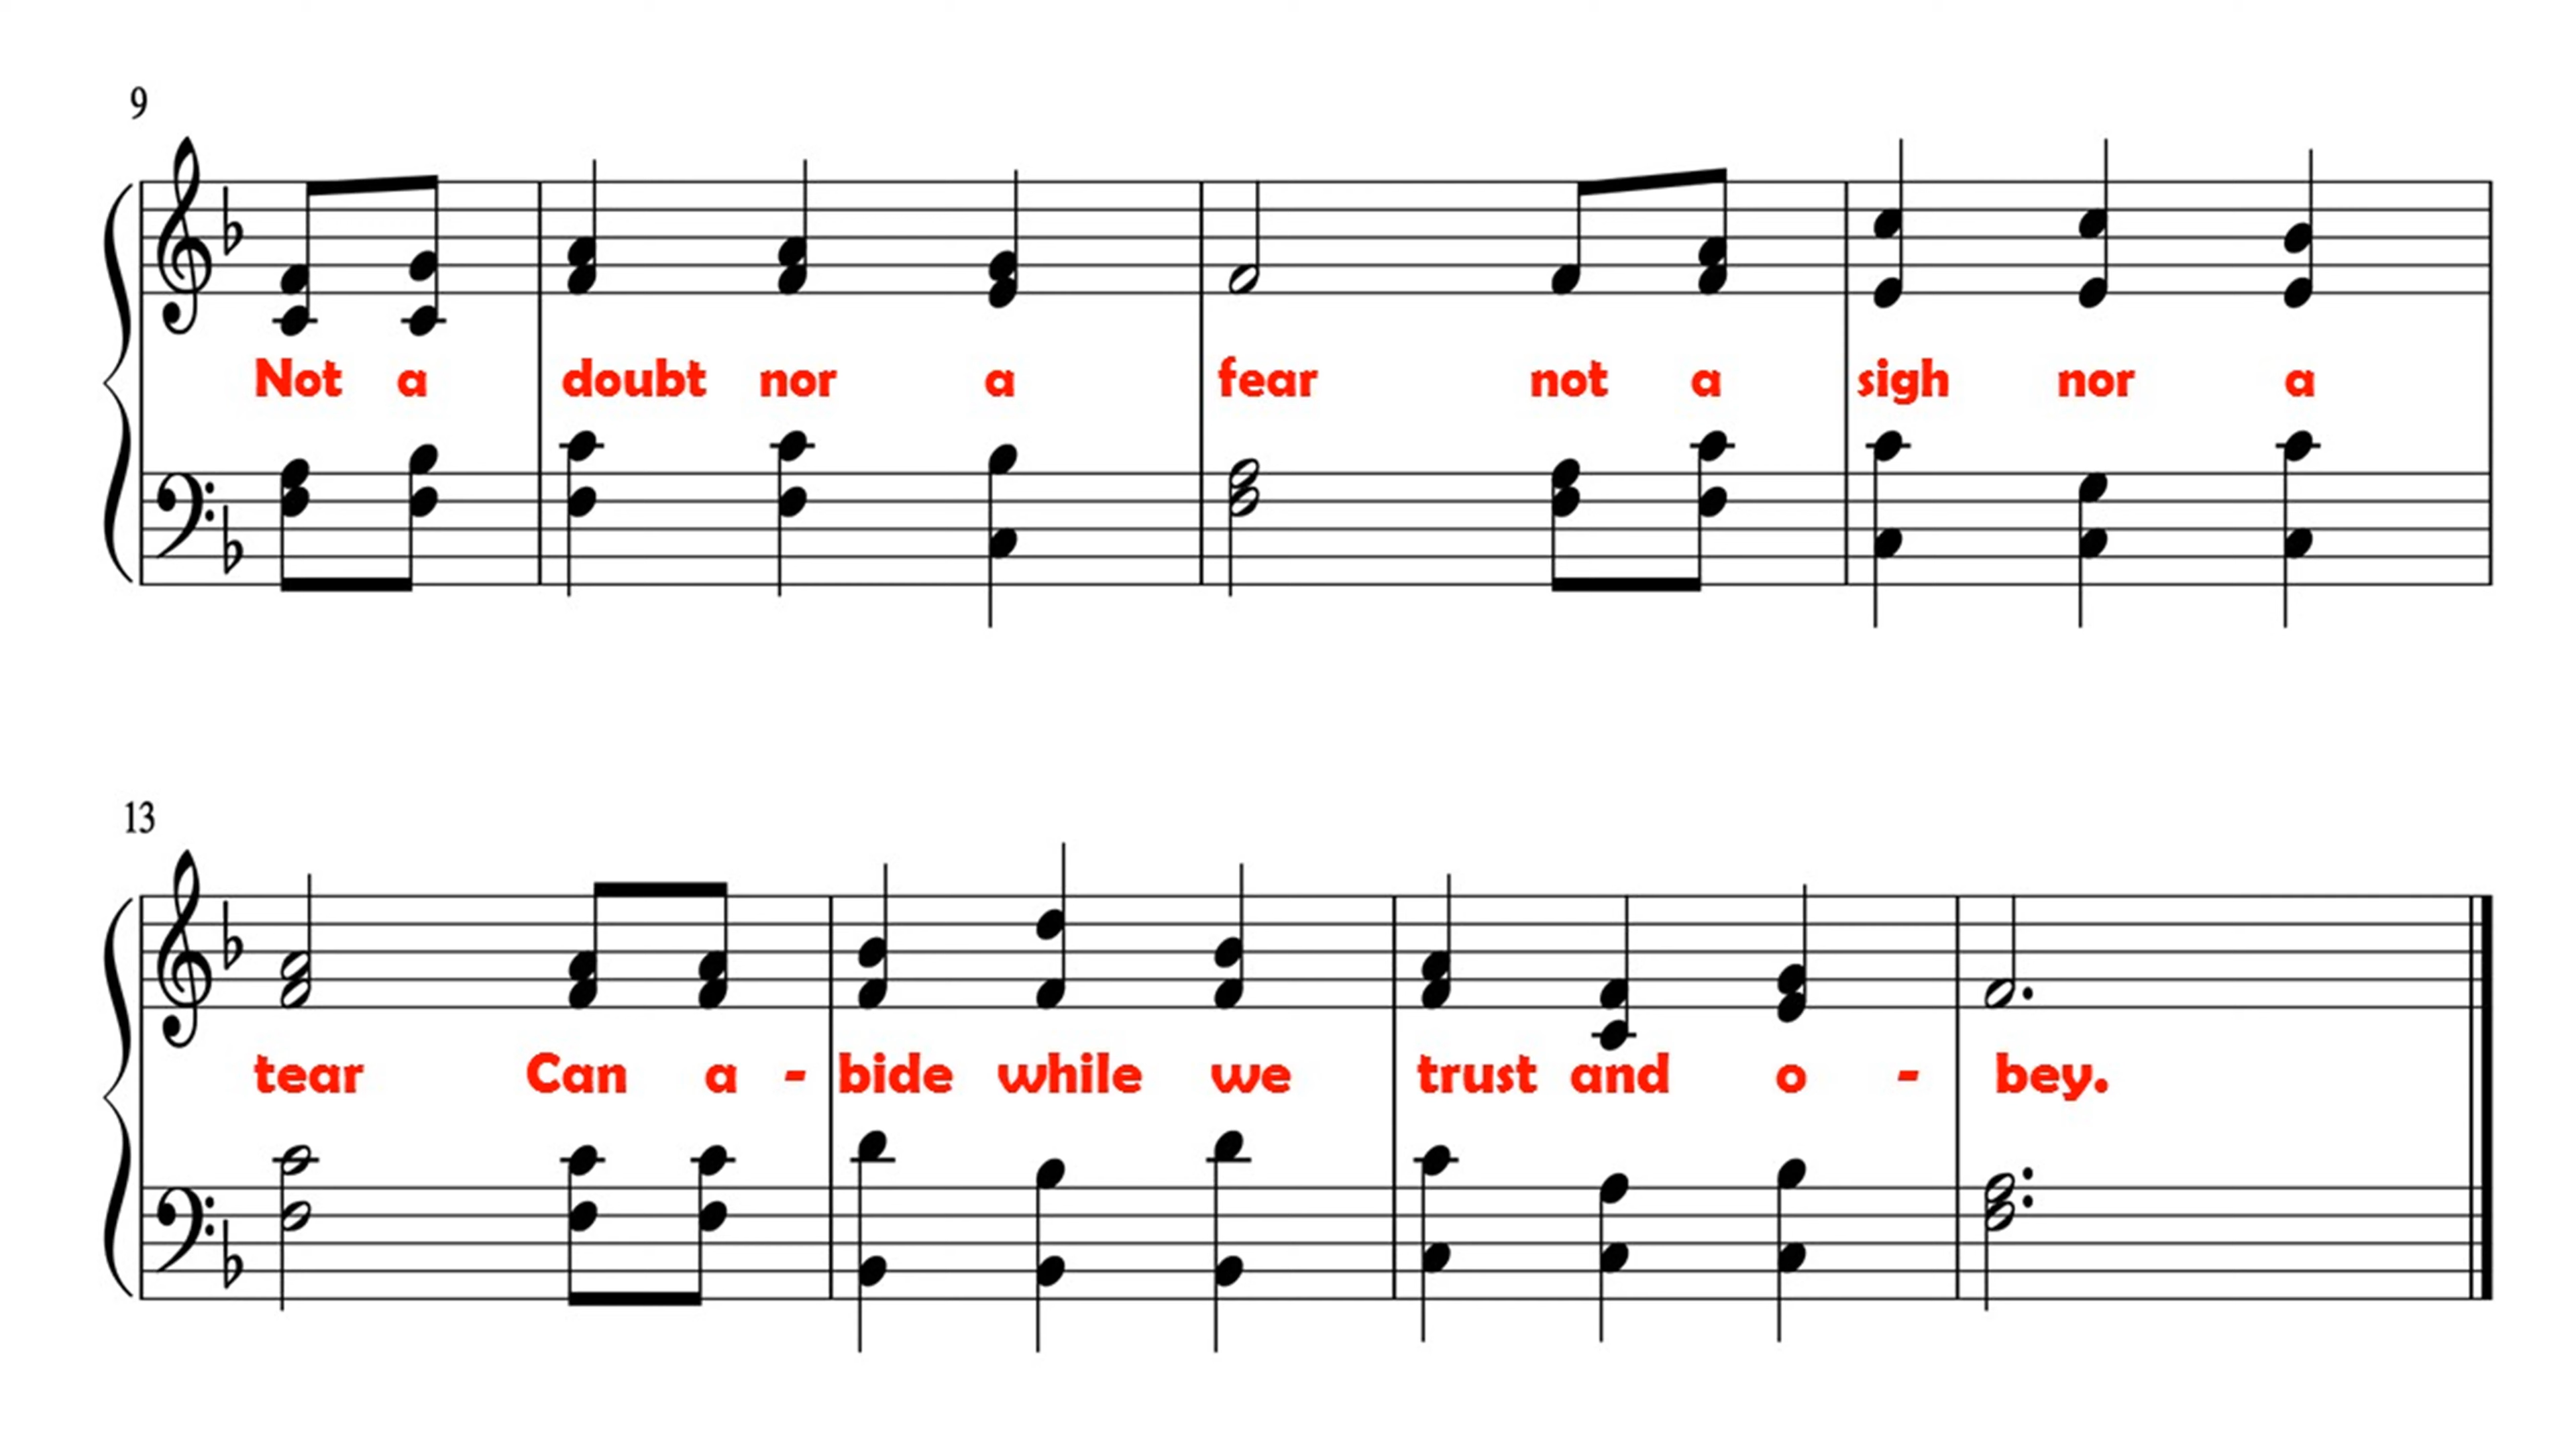 9
Not a doubt nor a fear not a sigh nor a
13
tear Can a - bide while we trust and o - bey.